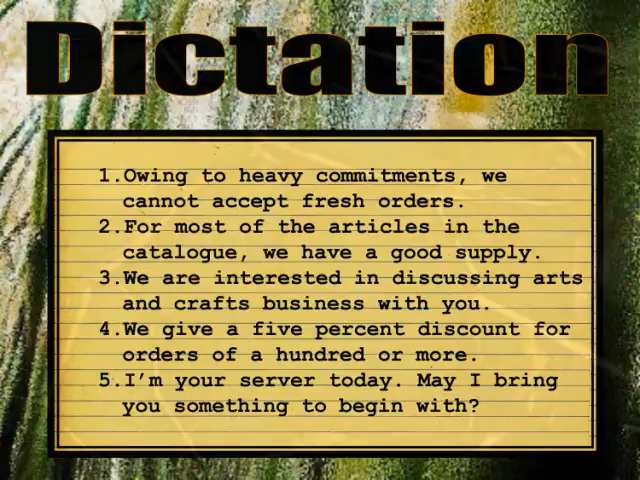 Dictation
1.Owing to heavy commitments, we
cannot accept fresh orders.
2.For most of the articles in the
catalogue, we have a good supply.
3.We are interested in discussing arts
and crafts business with you.
4.We give a five percent discount for
orders of a hundred or more.
5.I’m your server today. May I bring
you something to begin with?